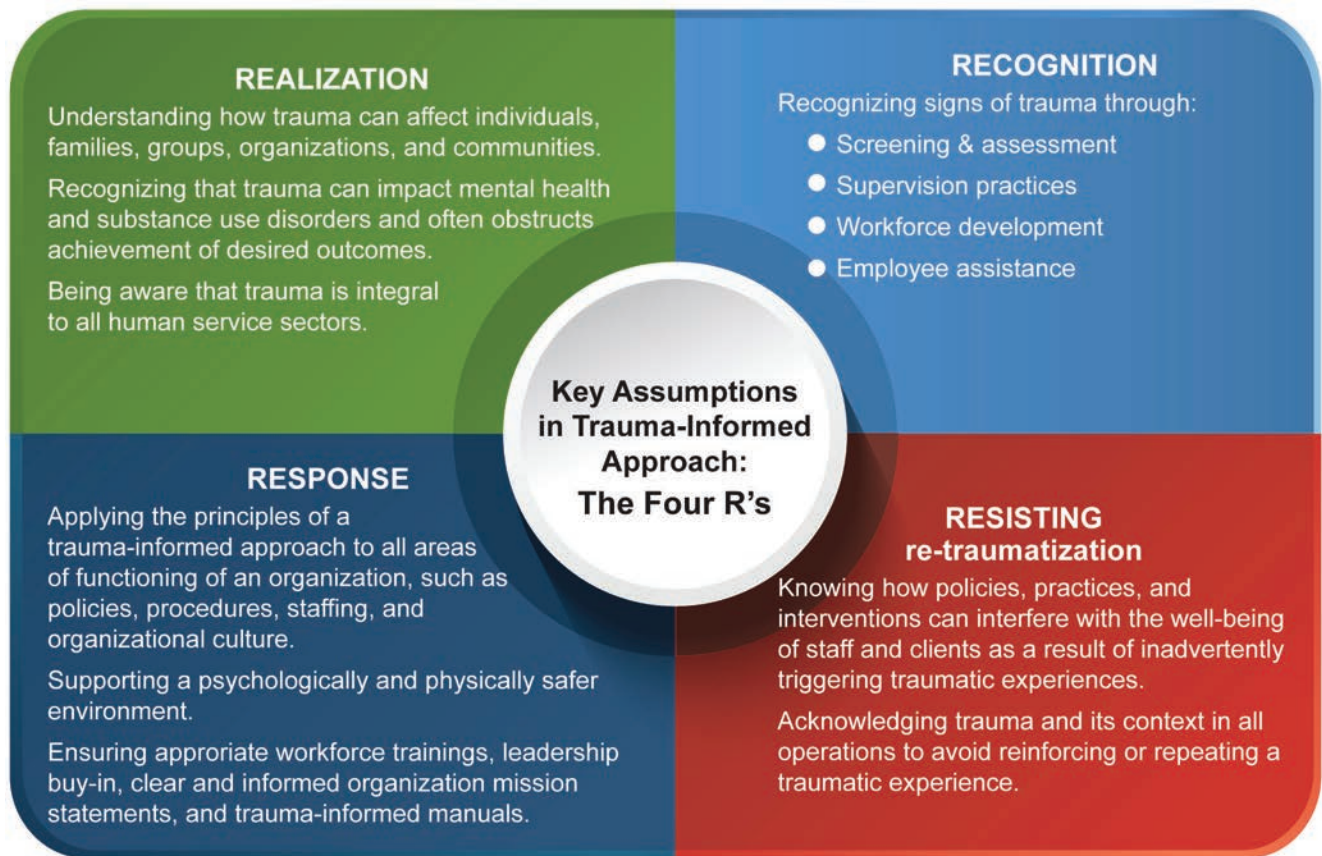 REALIZATION
Understanding how trauma can affect individuals,
families, groups, organizations, and communities.
Recognizing that trauma can impact mental health
and substance use disorders and often obstructs
achievement of desired outcomes.
Being aware that trauma is integral
to all human service sectors.
RECOGNITION
Recognizing signs of trauma through:
● Screening & assessment
● Supervision practices
● Workforce development
● Employee assistance
Key Assumptions
in Trauma-Informed
Approach:
The Four R’s
RESPONSE
Applying the principles of a
trauma-informed approach to all areas
of functioning of an organization, such as
policies, procedures, staffing, and
organizational culture.
Supporting a psychologically and physically safer
environment.
Ensuring approriate workforce trainings, leadership
buy-in, clear and informed organization mission
statements, and trauma-informed manuals.
RESISTING
re-traumatization
Knowing how policies, practices, and
interventions can interfere with the well-being
of staff and clients as a result of inadvertently
triggering traumatic experiences.
Acknowledging trauma and its context in all
operations to avoid reinforcing or repeating a
traumatic experience.